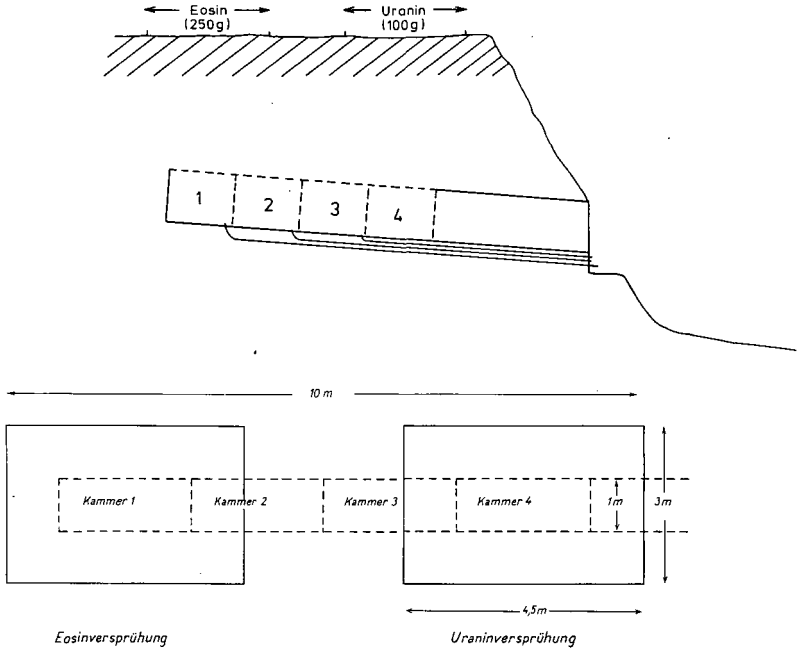 Eosin Uranin
(250g) (100g)
1 2 3 4
10 m
Kammer 1 Kammer 2 Kammer 3 Kammer 4 1m 3m
4,5m
Eosinversprühung Uraninversprühung